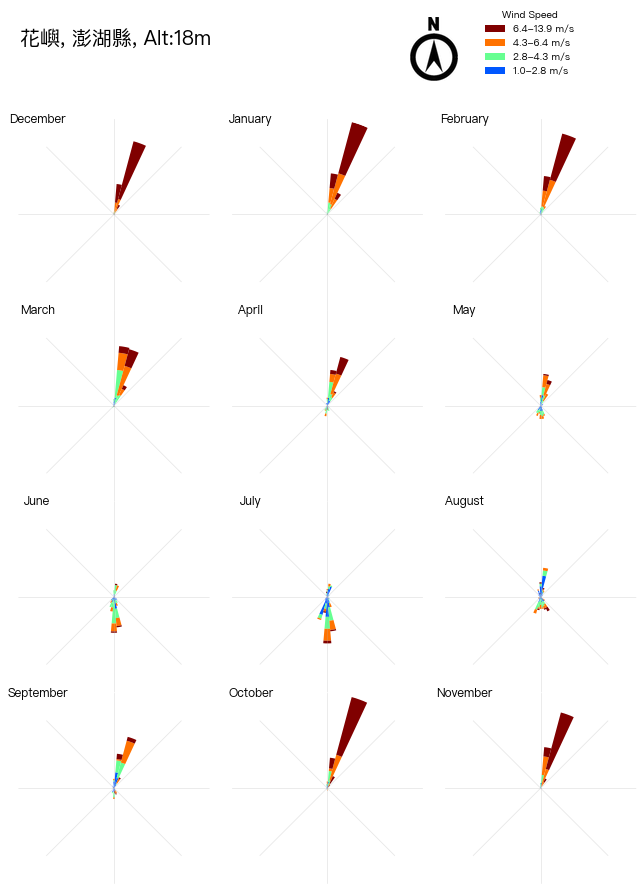 花嶼, 澎湖縣, Alt:18m
N
Wind Speed
6.4–13.9 m/s
4.3–6.4 m/s
2.8–4.3 m/s
1.0–2.8 m/s
December
January
February
March
April
May
June
July
August
September
October
November